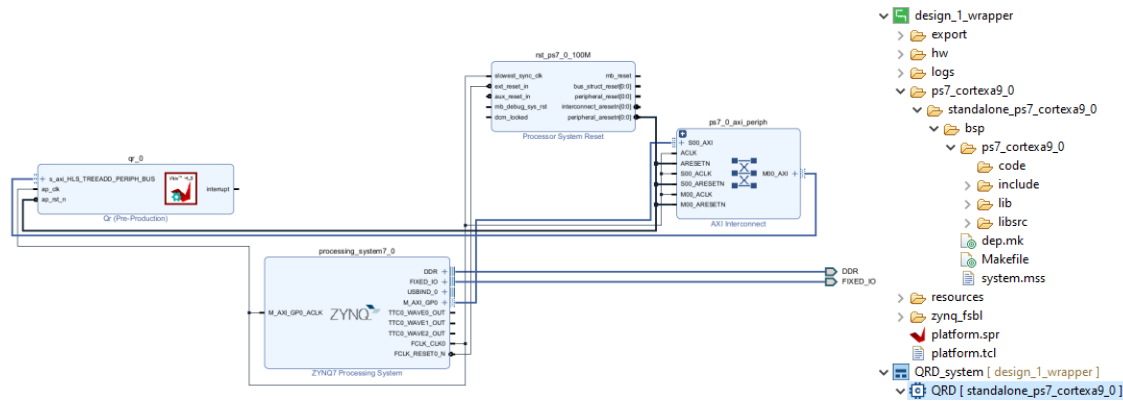 rst_ps7_0_100M
slowest_sync_clk
ext_reset_in
aux_reset_in
mb_debug_sys_rst
dcm_locked
mb_reset
bus_struct_reset[0:0]
peripheral_reset[0:0]
interconnect_aresetn[0:0]
peripheral_aresetn[0:0]
Processor System Reset
ps7_0_axi_periph
S00_AXI
ACLK
ARESETN
S00_ACLK
S00_ARESETN
M00_ACLK
M00_ARESETN
M00_AXI
AXI Interconnect
qr_0
s_axi_HLS_TREEADD_PERIPH_BUS
ap_clk
ap_rst_n
interrupt
Qr (Pre-Production)
processing_system7_0
M_AXI_GP0_ACLK
ZYNQ
DDR
FIXED_IO
USBIND_0
M_AXI_GP0
TTC0_WAVE0_OUT
TTC0_WAVE1_OUT
TTC0_WAVE2_OUT
FCLK_CLK0
FCLK_RESET0_N
ZYNQ7 Processing System
DDR
FIXED_IO
design_1_wrapper
export
hw
logs
ps7_cortexa9_0
standalone_ps7_cortexa9_0
bsp
ps7_cortexa9_0
code
include
lib
libsrc
dep.mk
Makefile
system.mss
resources
zynq_fsbl
platform.spr
platform.tcl
QRD_system [ design_1_wrapper ]
QRD [ standalone_ps7_cortexa9_0 ]